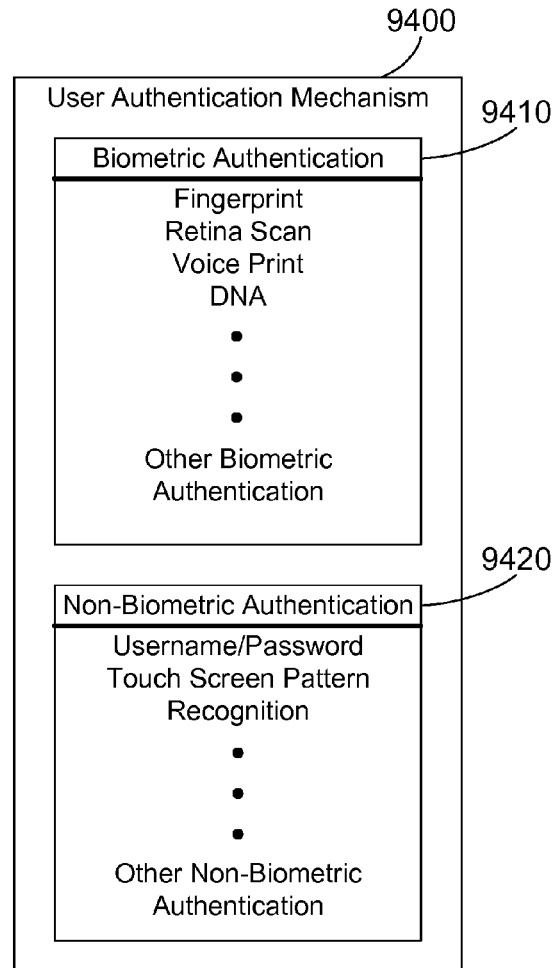 9400
User Authentication Mechanism
9410
Biometric Authentication
Fingerprint
Retina Scan
Voice Print
DNA
Other Biometric
Authentication
9420
Non-Biometric Authentication
Username/Password
Touch Screen Pattern
Recognition
Other Non-Biometric
Authentication